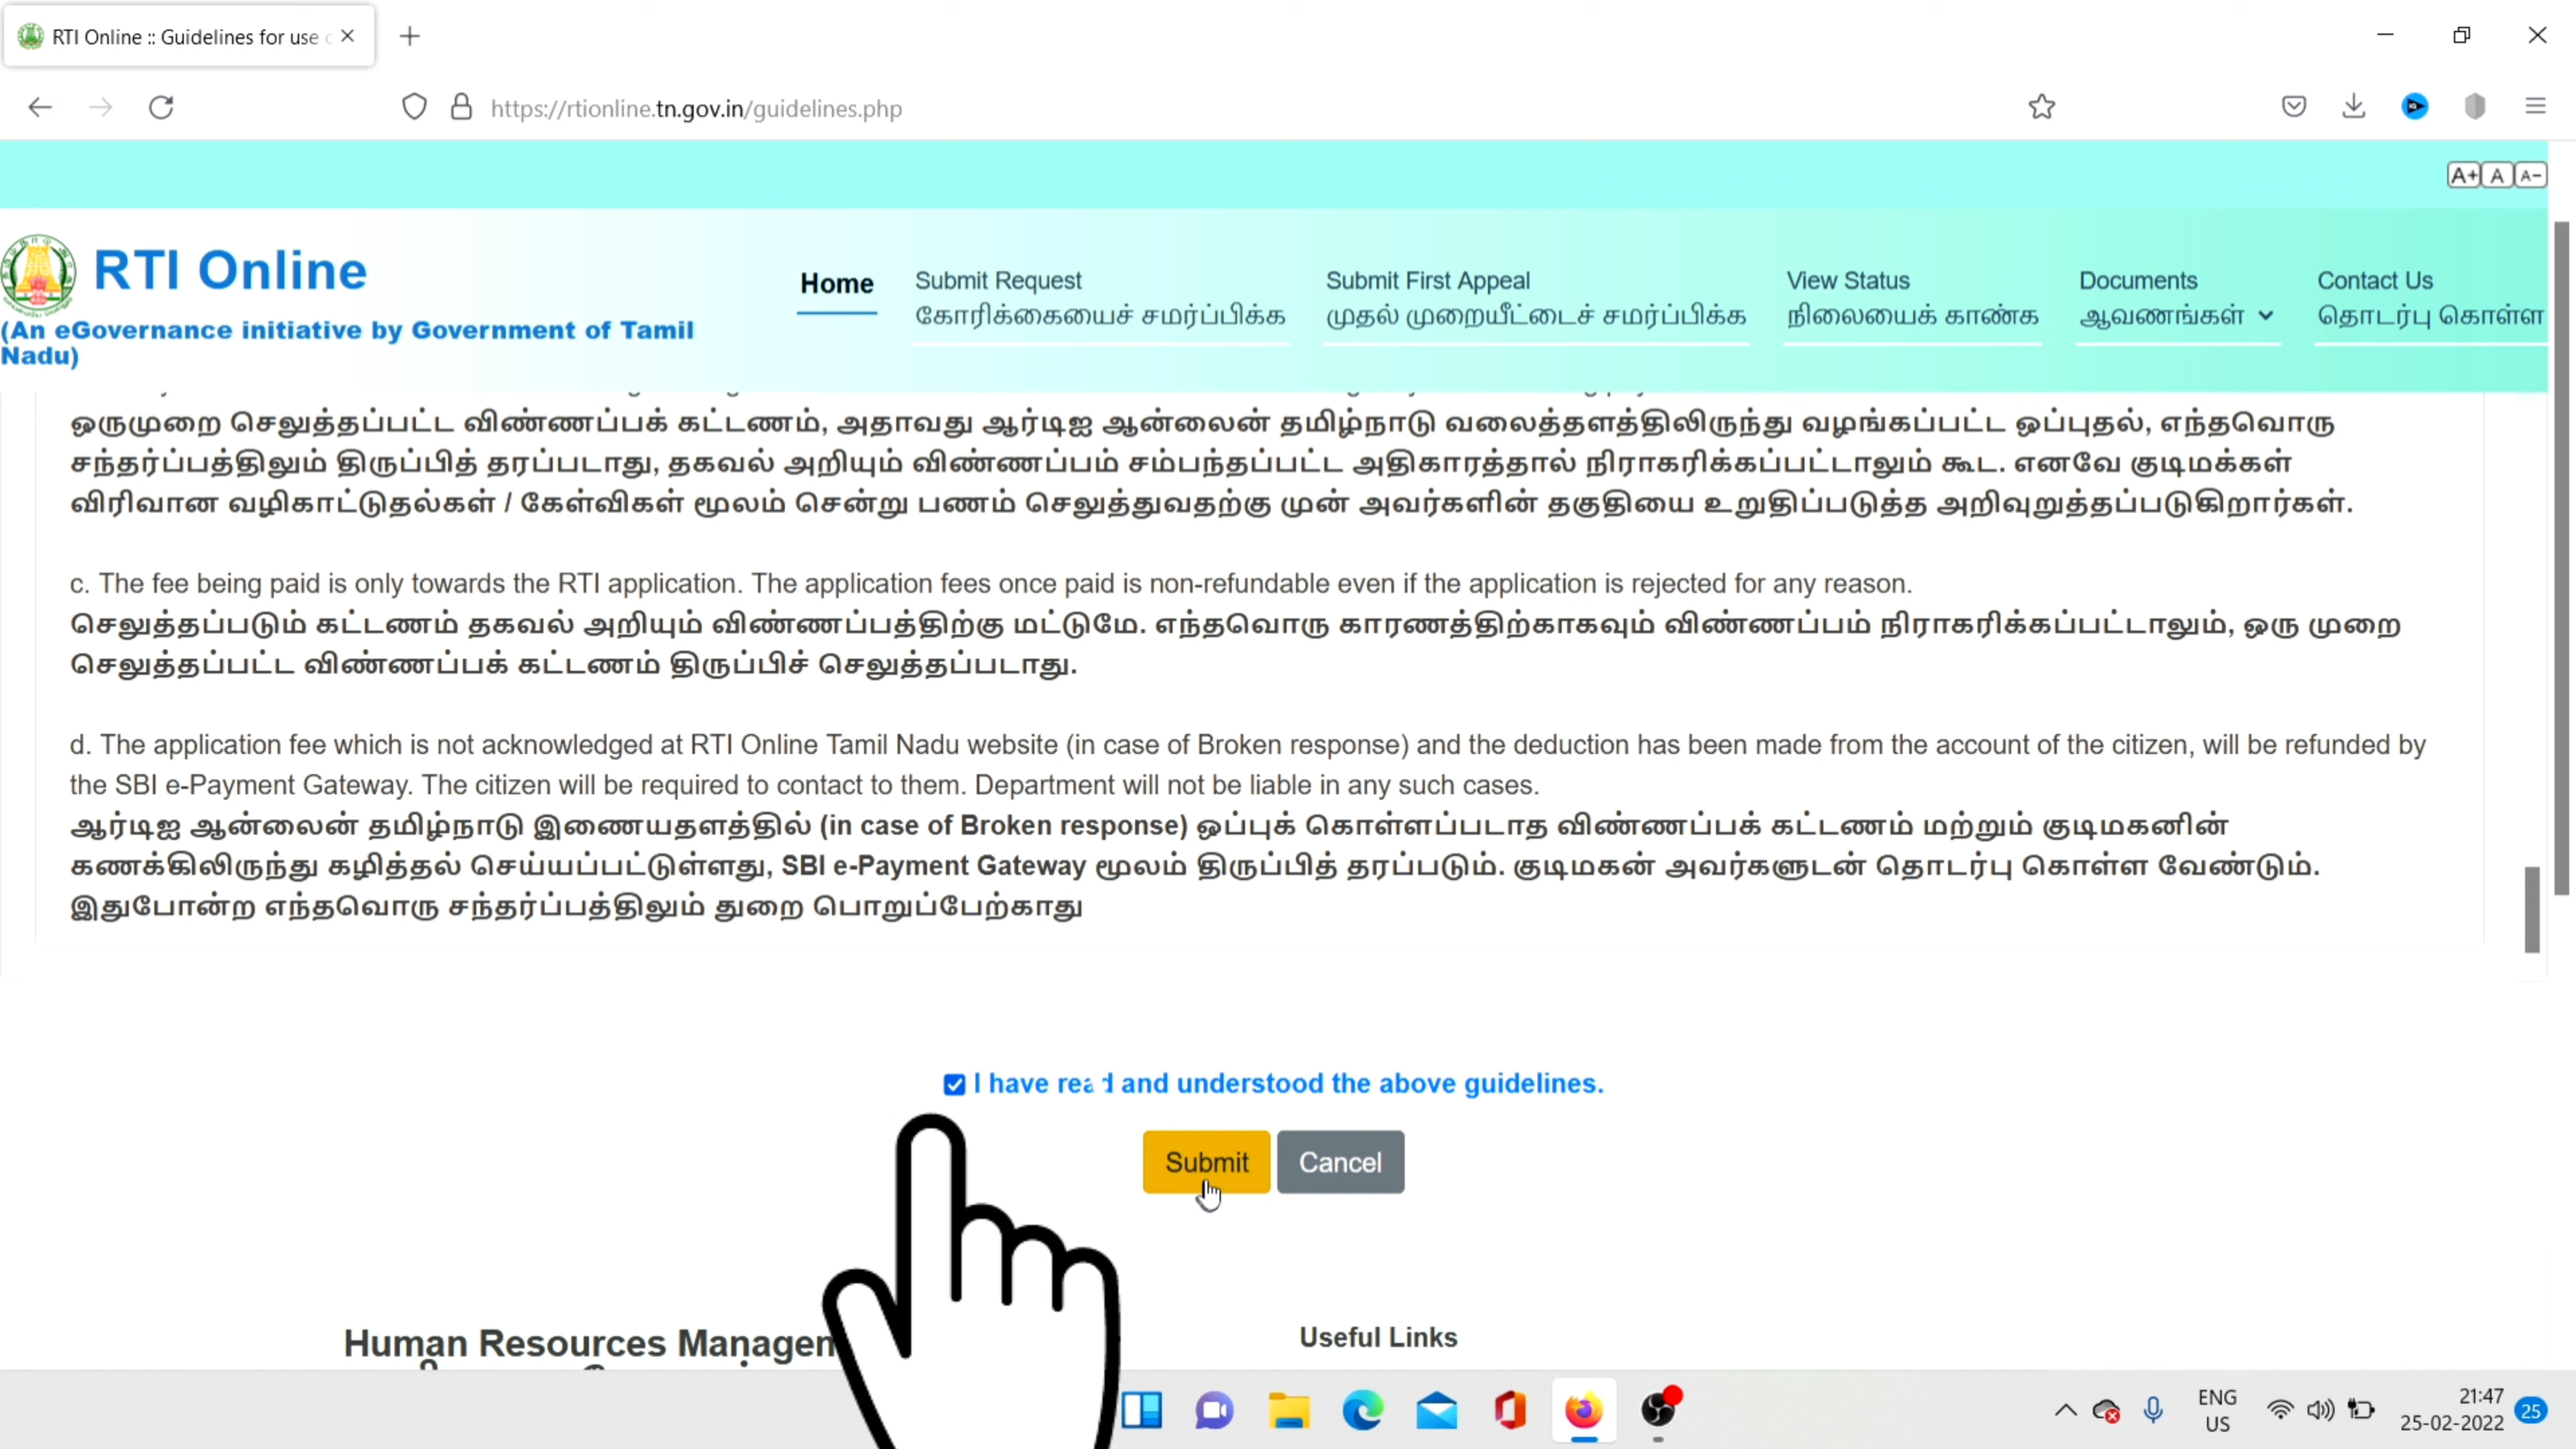 RTI Online :: Guidelines for use
https://rtionline.tn.gov.in/guidelines.php
A+ A A-
RTI Online
(An eGovernance initiative by Government of Tamil
Nadu)
Home
Submit Request
கோரிக்கையைச் சமர்ப்பிக்க
Submit First Appeal
முதல் முறையீட்டைச் சமர்ப்பிக்க
View Status
நிலையைக் காண்க
Documents
ஆவணங்கள்
Contact Us
தொடர்பு கொள்ள
ஒருமுறை செலுத்தப்பட்ட விண்ணப்பக் கட்டணம், அதாவது ஆர்டிஐ ஆன்லைன் தமிழ்நாடு வலைத்தளத்திலிருந்து வழங்கப்பட்ட ஒப்புதல், எந்தவொரு
சந்தர்ப்பத்திலும் திருப்பித் தரப்படாது, தகவல் அறியும் விண்ணப்பம் சம்பந்தப்பட்ட அதிகாரத்தால் நிராகரிக்கப்பட்டாலும் கூட. எனவே குடிமக்கள்
விரிவான வழிகாட்டுதல்கள் / கேள்விகள் மூலம் சென்று பணம் செலுத்துவதற்கு முன் அவர்களின் தகுதியை உறுதிப்படுத்த அறிவுறுத்தப்படுகிறார்கள்.
c. The fee being paid is only towards the RTI application. The application fees once paid is non-refundable even if the application is rejected for any reason.
செலுத்தப்படும் கட்டணம் தகவல் அறியும் விண்ணப்பத்திற்கு மட்டுமே. எந்தவொரு காரணத்திற்காகவும் விண்ணப்பம் நிராகரிக்கப்பட்டாலும், ஒரு முறை
செலுத்தப்பட்ட விண்ணப்பக் கட்டணம் திருப்பிச் செலுத்தப்படாது.
d. The application fee which is not acknowledged at RTI Online Tamil Nadu website (in case of Broken response) and the deduction has been made from the account of the citizen, will be refunded by
the SBI e-Payment Gateway. The citizen will be required to contact to them. Department will not be liable in any such cases.
ஆர்டிஐ ஆன்லைன் தமிழ்நாடு இணையதளத்தில் (in case of Broken response) ஒப்புக் கொள்ளப்படாத விண்ணப்பக் கட்டணம் மற்றும் குடிமகனின்
கணக்கிலிருந்து கழித்தல் செய்யப்பட்டுள்ளது, SBI e-Payment Gateway மூலம் திருப்பித் தரப்படும். குடிமகன் அவர்களுடன் தொடர்பு கொள்ள வேண்டும்.
இதுபோன்ற எந்தவொரு சந்தர்ப்பத்திலும் துறை பொறுப்பேற்காது
I have read and understood the above guidelines.
Submit Cancel
Human Resources
Useful Links
ENG
US
21:47
25-02-2022
25